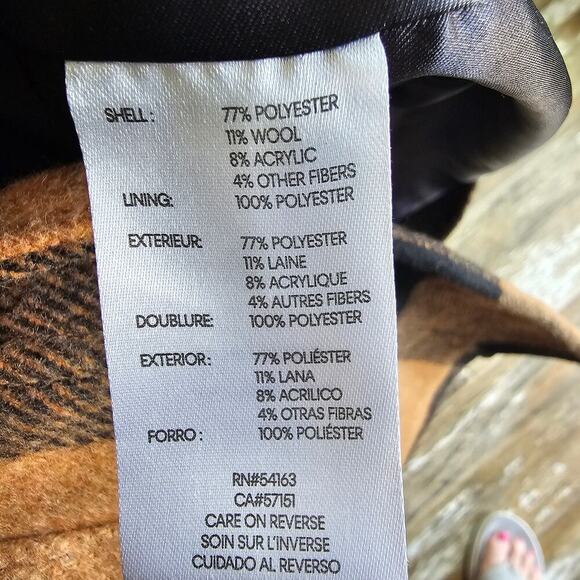 SHELL: 77% POLYESTER
11% WOOL
8% ACRYLIC
4% OTHER FIBERS
LINING: 100% POLYESTER
EXTERIEUR: 77% POLYESTER
11% LAINE
8% ACRYLIQUE
4% AUTRES FIBERS
DOUBLURE: 100% POLYESTER
EXTERIOR: 77% POLIÉSTER
11% LANA
8% ACRILICO
4% OTRAS FIBRAS
FORRO: 100% POLIÉSTER
RN#54163
CA#57151
CARE ON REVERSE
SOIN SUR L'INVERSE
CUIDADO AL REVERSO